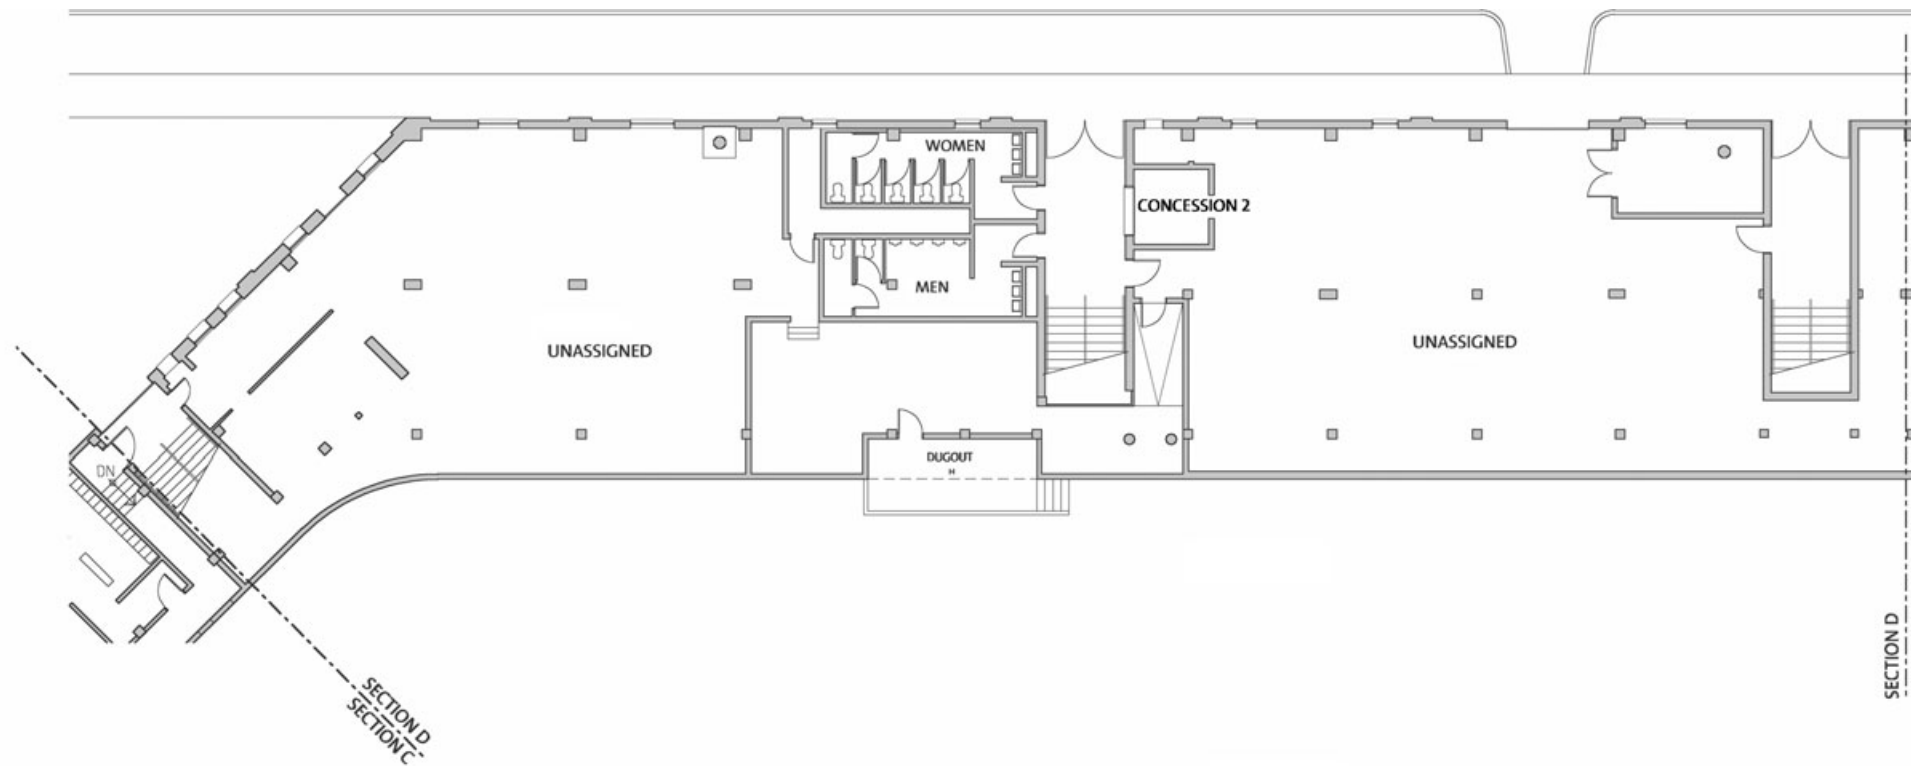 WOMEN
CONCESSION 2
MEN
UNASSIGNED
UNASSIGNED
DUGOUT
H
DN
SECTION D
SECTION C
SECTION D